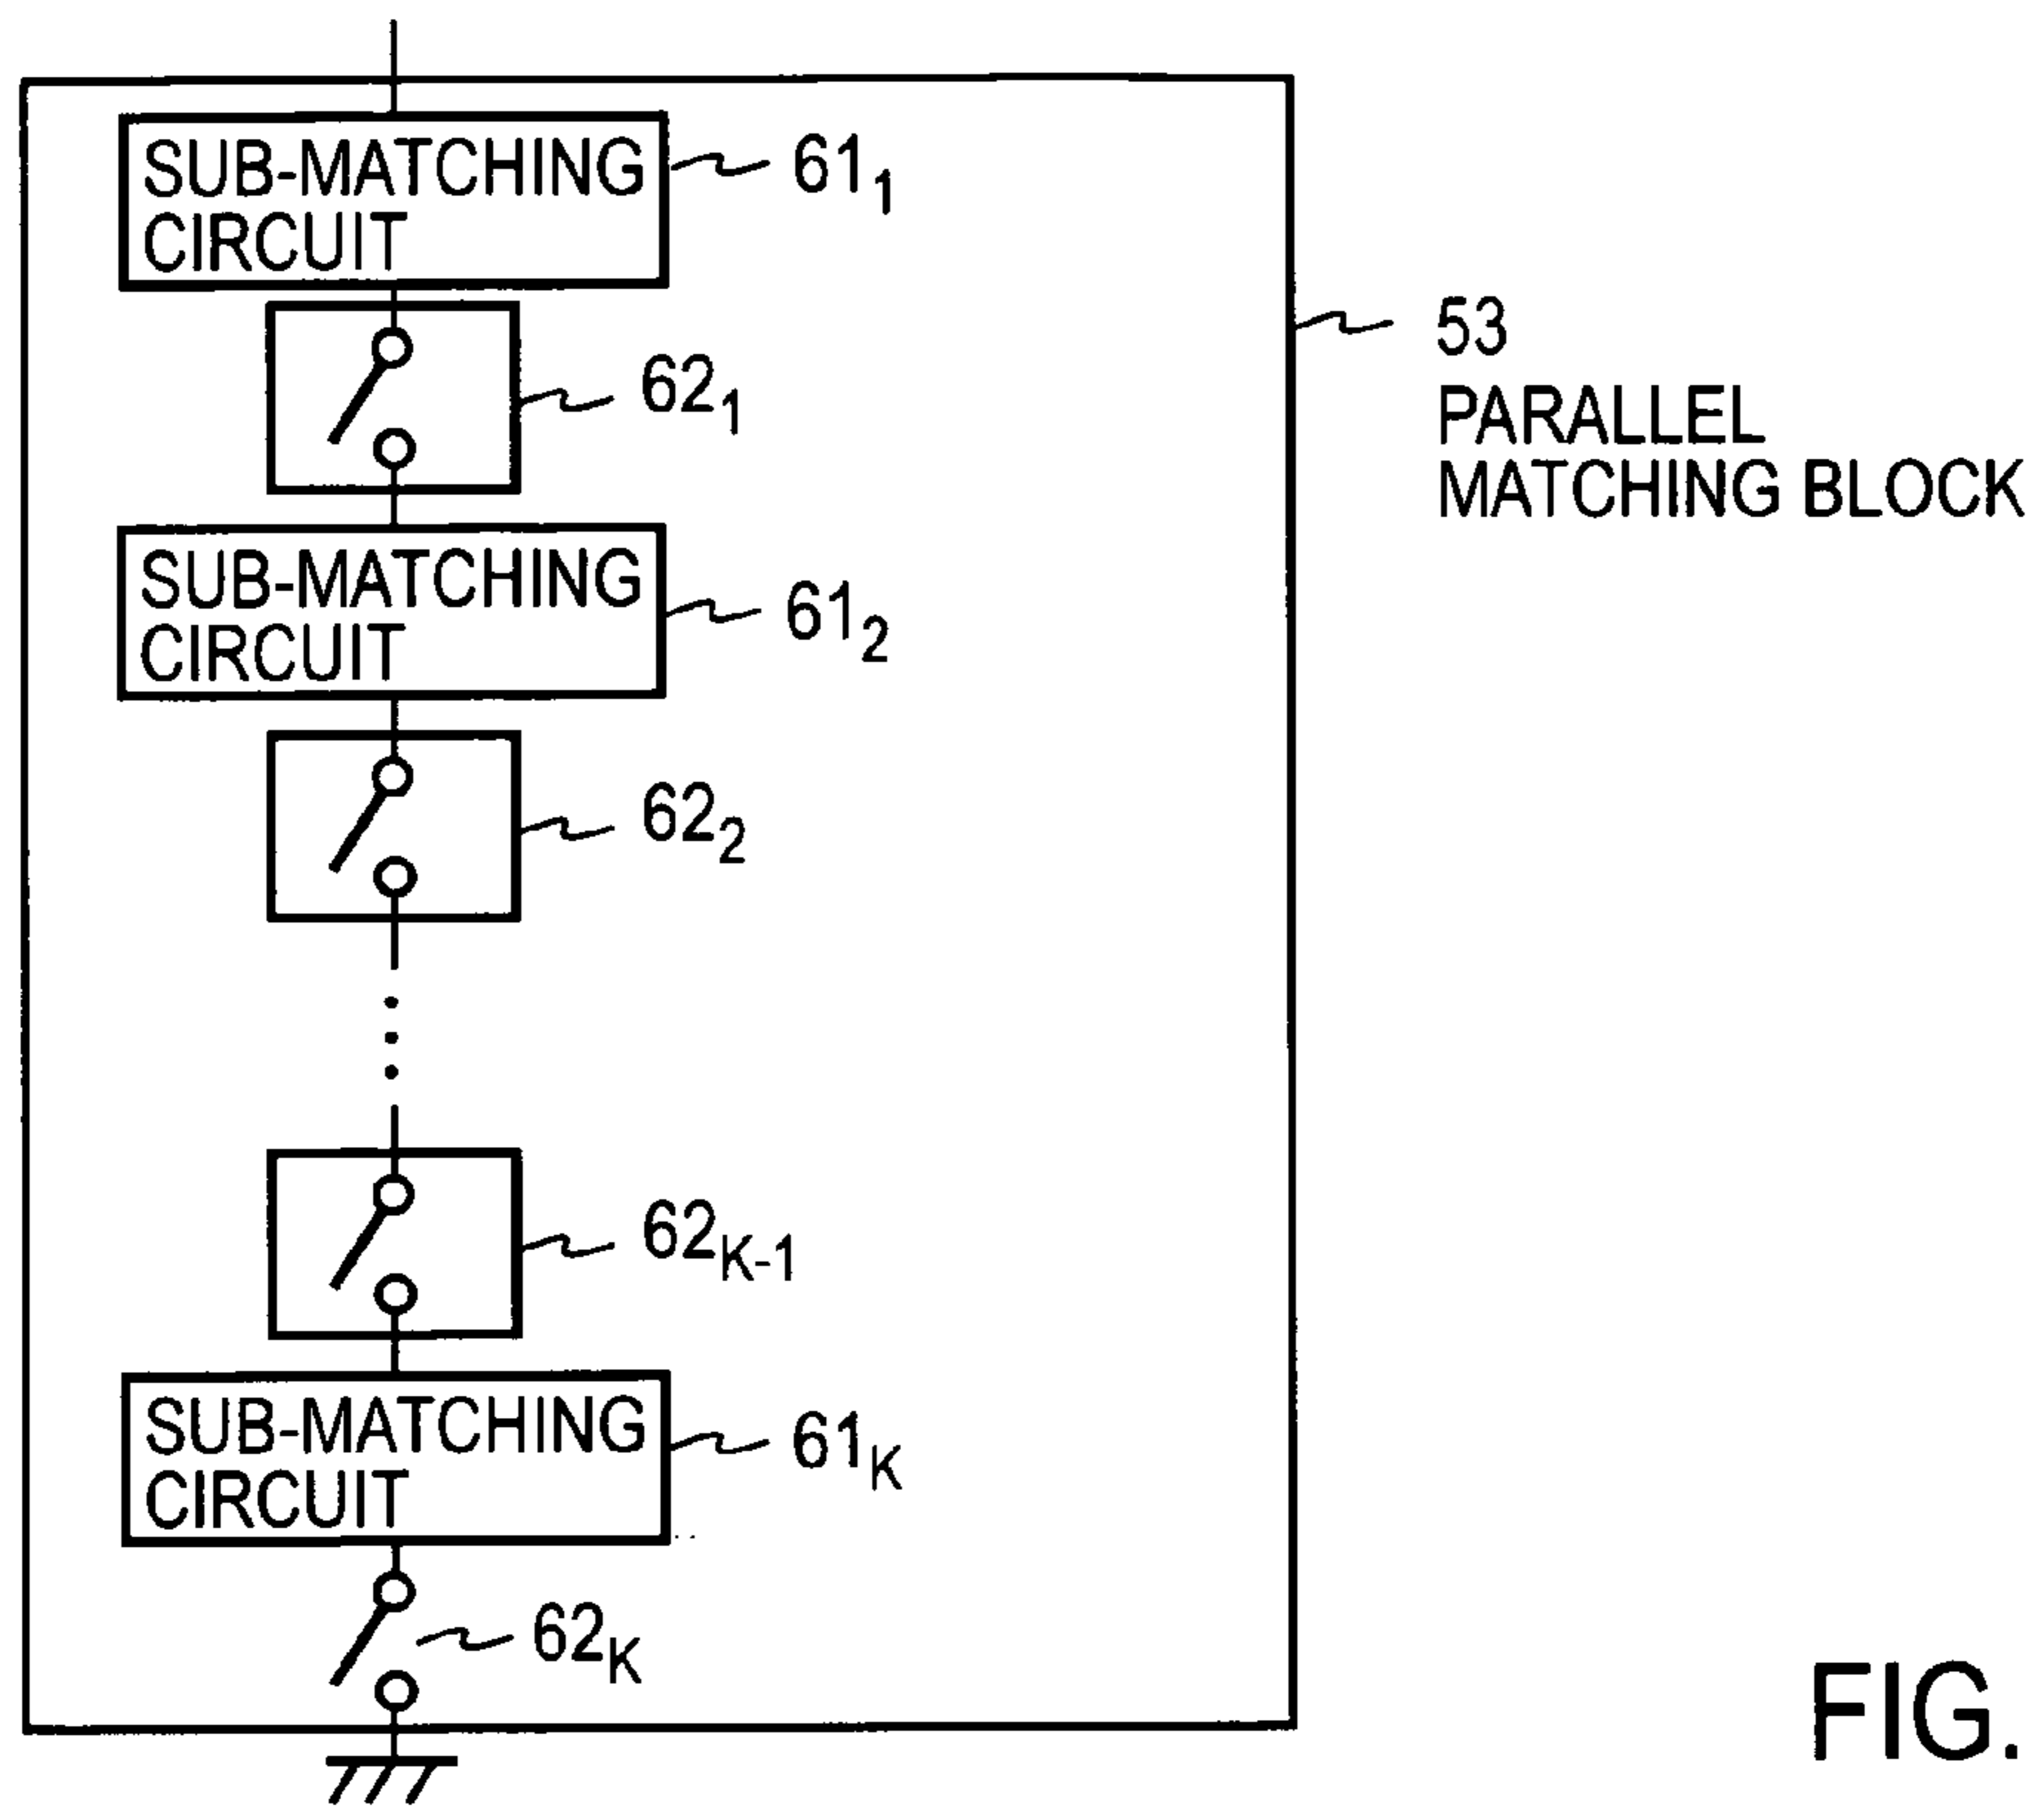 SUB-MATCHING
CIRCUIT
61₁
62₁
53
PARALLEL
MATCHING BLOCK
SUB-MATCHING
CIRCUIT
61₂
62₂
62K-1
SUB-MATCHING
CIRCUIT
61K
62K
FIG.